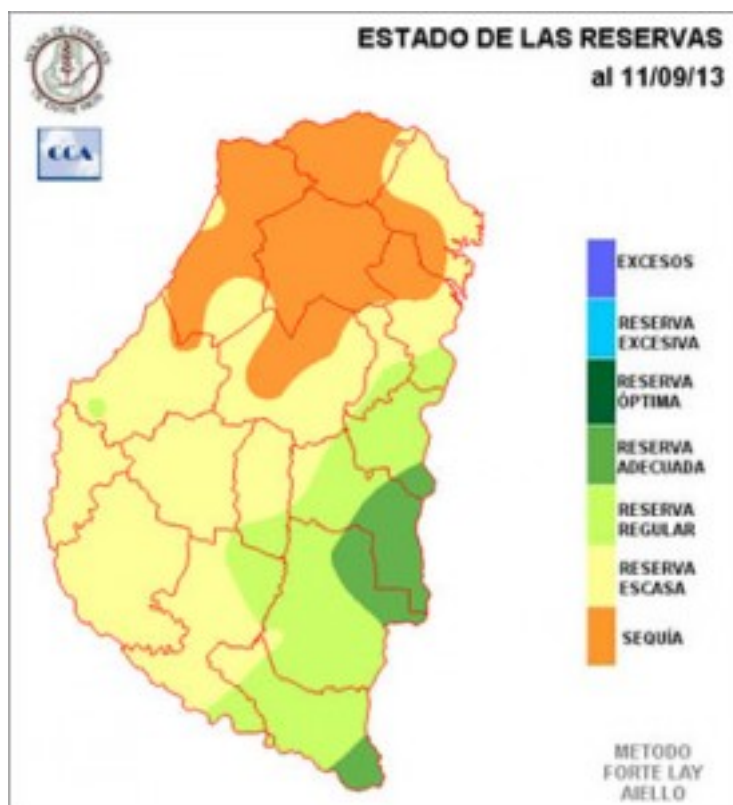 ESTADO DE LAS RESERVAS
al 11/09/13
CCA
EXCESOS
RESERVA
EXCESIVA
RESERVA
ÓPTIMA
RESERVA
ADECUADA
RESERVA
REGULAR
RESERVA
ESCASA
SEQUÍA
METODO
FORTE LAY
AIELLO